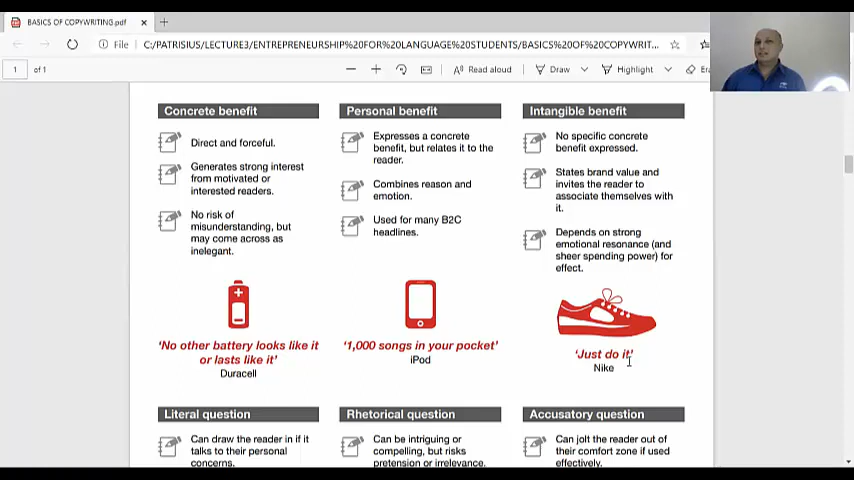 BASICS OF COPYWRITING.pdf
File
C:/PATRISIUS/LECTURE3/ENTREPRENEURSHIP%20FOR%20LANGUAGE%20STUDENTS/BASICS%20OF%20COPYWRIT...
1 of 1
Read aloud
Draw
Highlight
Era
Concrete benefit
Direct and forceful.
Generates strong interest
from motivated or
interested readers.
No risk of
misunderstanding, but
may come across as
inelegant.
'No other battery looks like it
or lasts like it'
Duracell
Personal benefit
Expresses a concrete
benefit, but relates it to the
reader.
Combines reason and
emotion.
Used for many B2C
headlines.
'1,000 songs in your pocket'
iPod
Intangible benefit
No specific concrete
benefit expressed.
States brand value and
invites the reader to
associate themselves with
it.
Depends on strong
emotional resonance (and
sheer spending power) for
effect.
'Just do it'
Nike
Literal question
Can draw the reader in if it
talks to their personal
concerns.
Rhetorical question
Can be intriguing or
compelling, but risks
pretension or irrelevance.
Accusatory question
Can jolt the reader out of
their comfort zone if used
effectively.